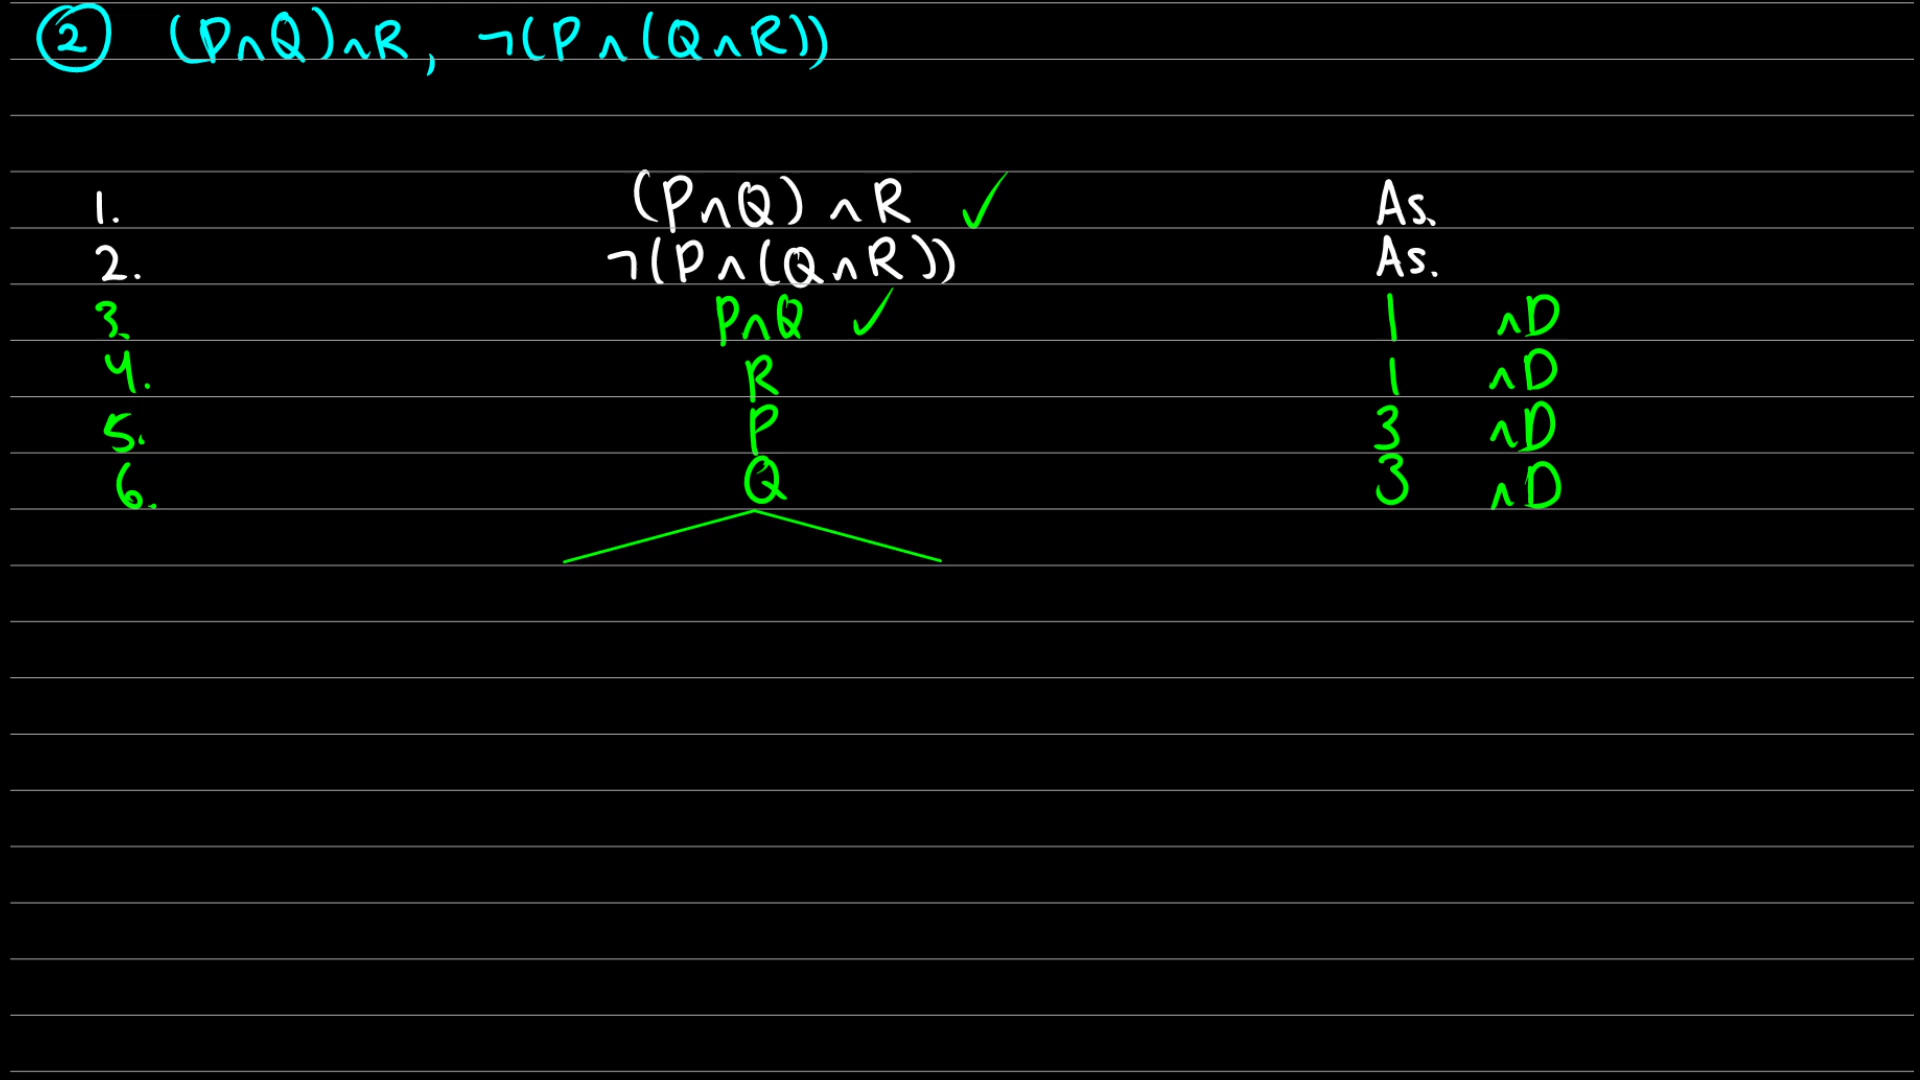 ② (P∧Q)∧R, ¬(P∧(Q∧R))
1. (P∧Q)∧R ✓ As.
2. ¬(P∧(Q∧R)) As.
3. P∧Q ✓ 1 ∧D
4. R 1 ∧D
5. P 3 ∧D
6. Q 3 ∧D